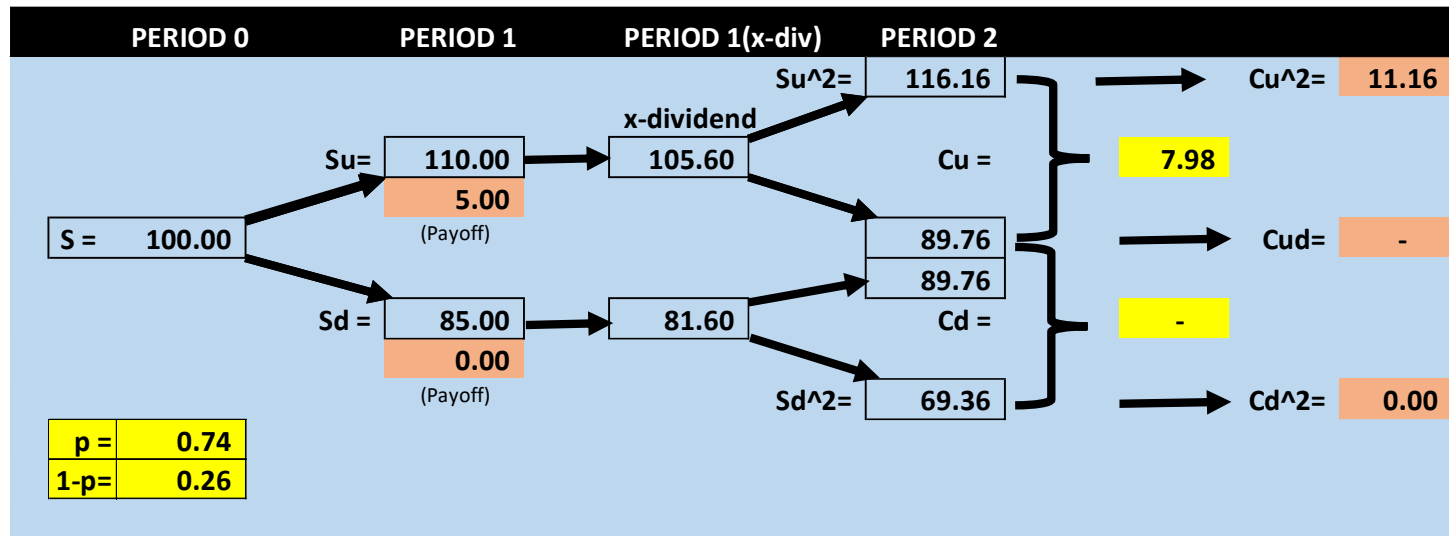 PERIOD 0 PERIOD 1 PERIOD 1(x-div) PERIOD 2
Su^2= 116.16 Cu^2= 11.16
x-dividend
Su= 110.00 105.60 Cu = 7.98
5.00
(Payoff)
S = 100.00 89.76 Cud= -
89.76
Sd = 85.00 81.60 Cd = -
0.00
(Payoff) Sd^2= 69.36 Cd^2= 0.00
p = 0.74
1-p= 0.26